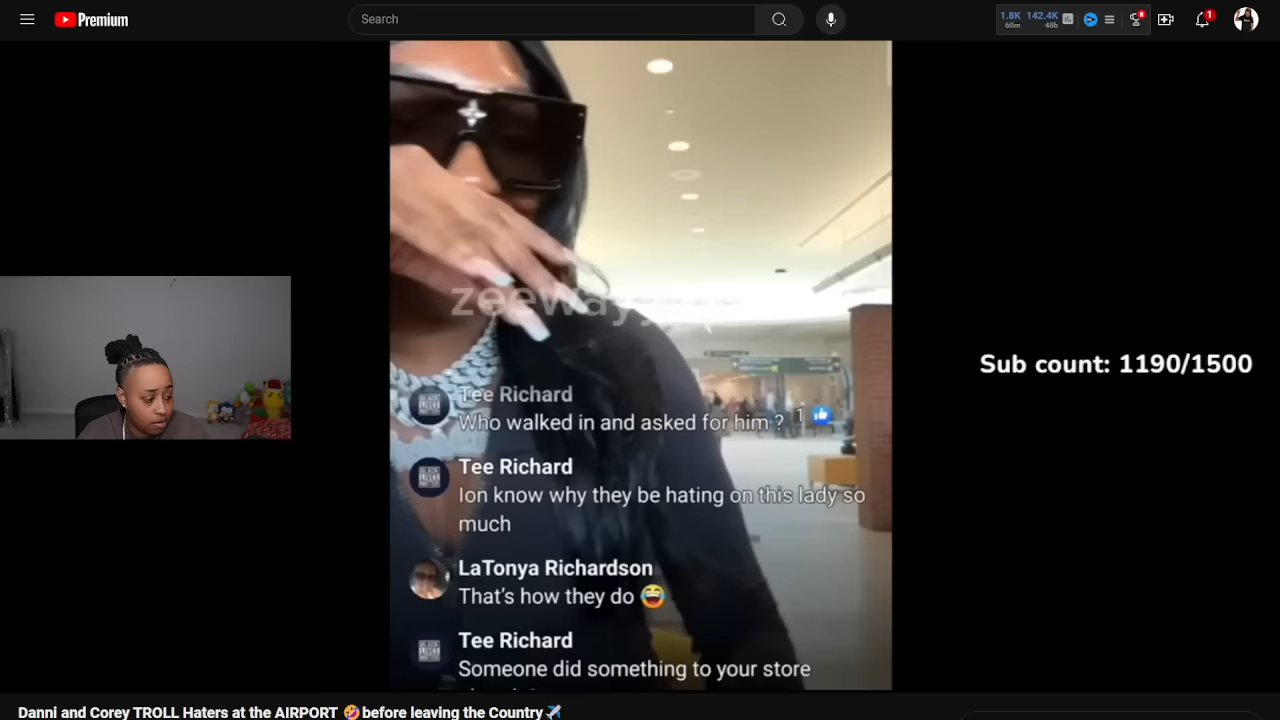 Premium
Search
1.8K 142.4K
60m 48h
8
1
zeewayy
Tee Richard
Who walked in and asked for him ? 1
Tee Richard
Ion know why they be hating on this lady so
much
LaTonya Richardson
That's how they do 😂
Tee Richard
Someone did something to your store
Sub count: 1190/1500
Danni and Corey TROLL Haters at the AIRPORT 🤣before leaving the Country✈️